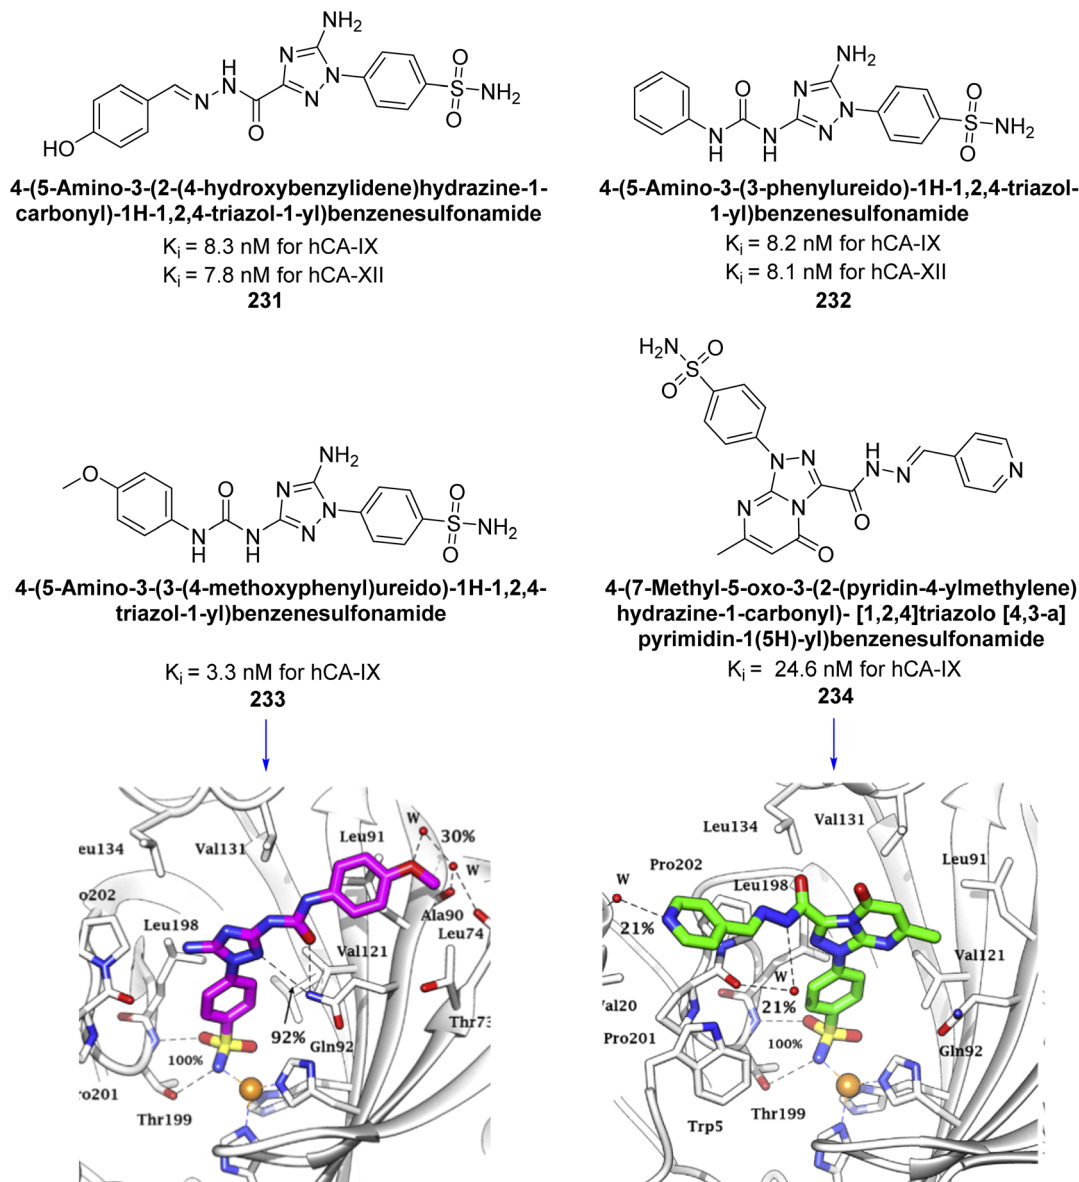 NH₂
N
N
N
N
H
N
O
O
S
NH₂
O
HO
4-(5-Amino-3-(2-(4-hydroxybenzylidene)hydrazine-1-
carbonyl)-1H-1,2,4-triazol-1-yl)benzenesulfonamide
Kᵢ = 8.3 nM for hCA-IX
Kᵢ = 7.8 nM for hCA-XII
231
NH₂
O
N
N
N
N
H
N
H
O
S
NH₂
O
4-(5-Amino-3-(3-phenylureido)-1H-1,2,4-triazol-
1-yl)benzenesulfonamide
Kᵢ = 8.2 nM for hCA-IX
Kᵢ = 8.1 nM for hCA-XII
232
NH₂
O
O
N
N
N
N
H
N
H
O
S
NH₂
O
4-(5-Amino-3-(3-(4-methoxyphenyl)ureido)-1H-1,2,4-
triazol-1-yl)benzenesulfonamide
Kᵢ = 3.3 nM for hCA-IX
233
H₂N
O
S
O
N
N
H
N
N
N
N
N
O
O
4-(7-Methyl-5-oxo-3-(2-(pyridin-4-ylmethylene)
hydrazine-1-carbonyl)- [1,2,4]triazolo [4,3-a]
pyrimidin-1(5H)-yl)benzenesulfonamide
Kᵢ = 24.6 nM for hCA-IX
234
W
30%
eu134
Val131
Leu91
W
o202
Leu198
Ala90
Leu74
Val121
Thr73
92%
Gln92
100%
ro201
Thr199
Leu134
Val131
Pro202
Leu91
W
Leu198
21%
Val121
W
21%
al20
Pro201
100%
Gln92
Trp5
Thr199